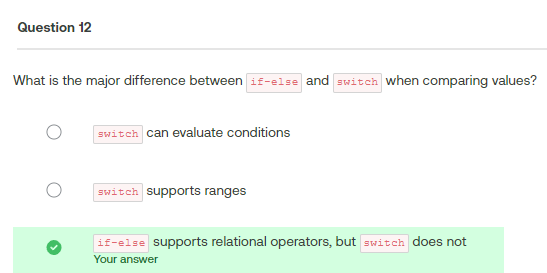 Question 12
What is the major difference between if-else and switch when comparing values?
switch can evaluate conditions
switch supports ranges
if-else supports relational operators, but switch does not
Your answer